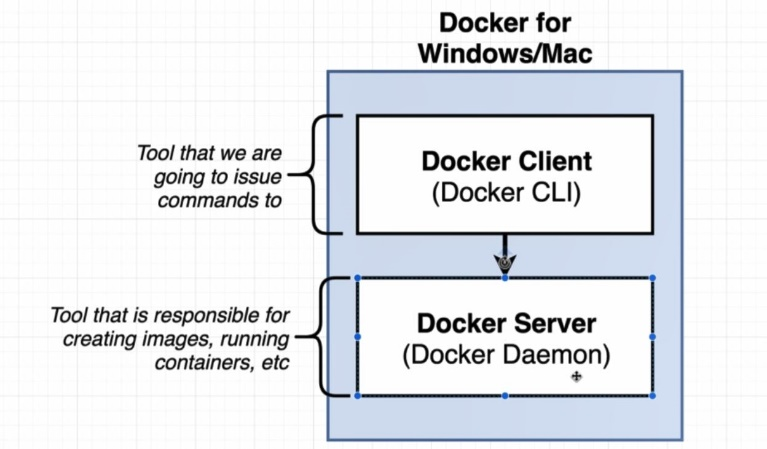 Docker for
Windows/Mac
Tool that we are
going to issue
commands to
Docker Client
(Docker CLI)
Tool that is responsible for
creating images, running
containers, etc
Docker Server
(Docker Daemon)